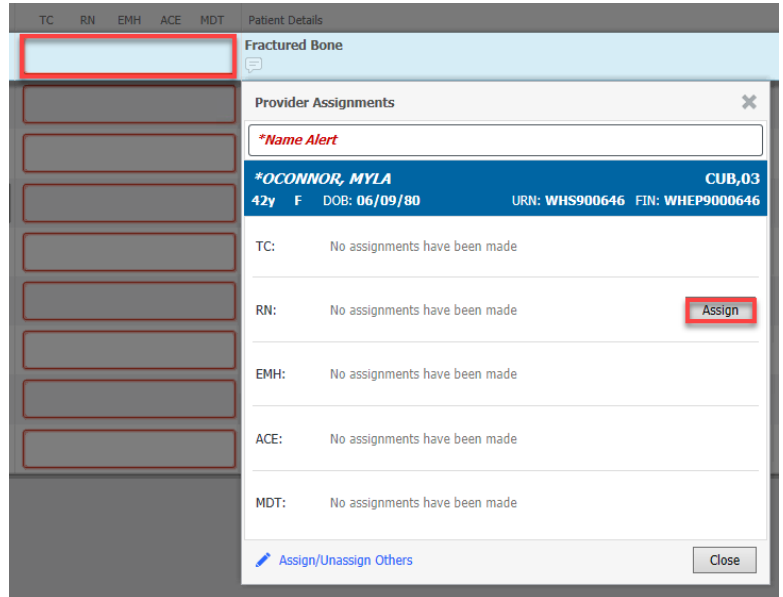 TC RN EMH ACE MDT Patient Details
Fractured Bone
Provider Assignments
*Name Alert
*OCONNOR, MYLA CUB,03
42y F DOB: 06/09/80 URN: WHS900646 FIN: WHEP9000646
TC: No assignments have been made
RN: No assignments have been made Assign
EMH: No assignments have been made
ACE: No assignments have been made
MDT: No assignments have been made
Assign/Unassign Others Close